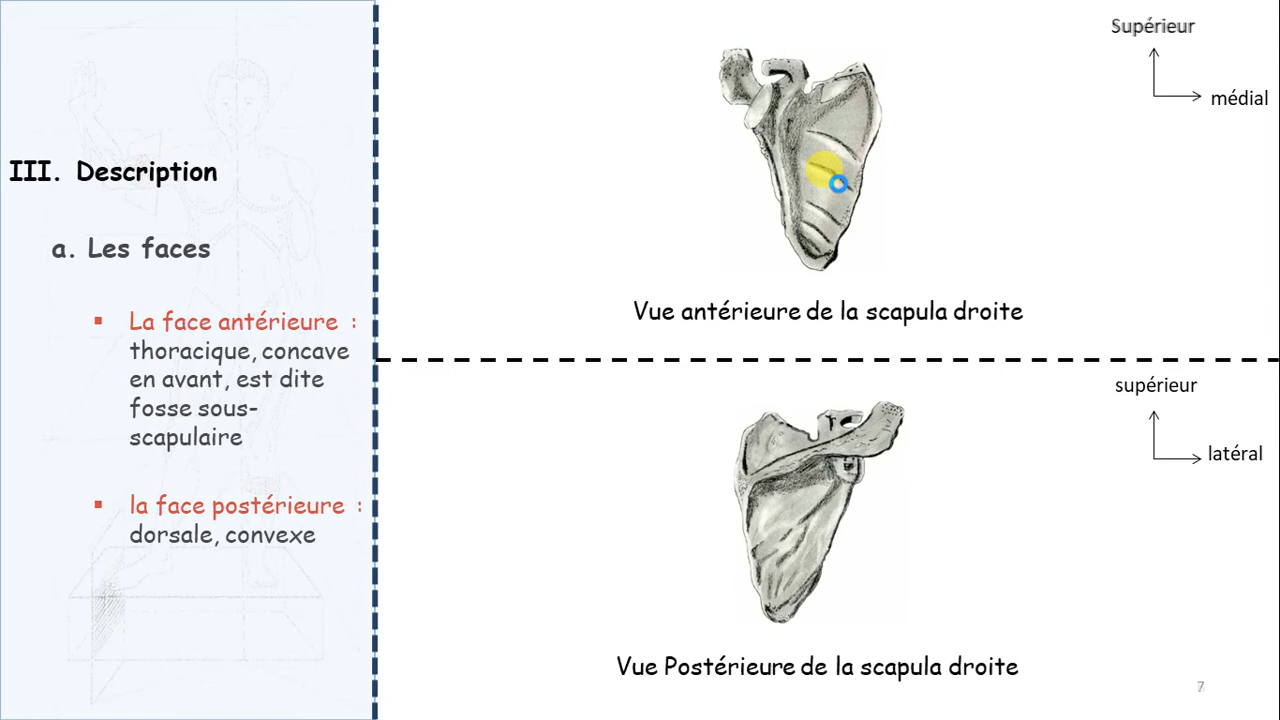 III. Description
a. Les faces
▪ La face antérieure :
thoracique, concave
en avant, est dite
fosse sous-
scapulaire
▪ la face postérieure :
dorsale, convexe
Supérieur
médial
Vue antérieure de la scapula droite
supérieur
latéral
Vue Postérieure de la scapula droite
7